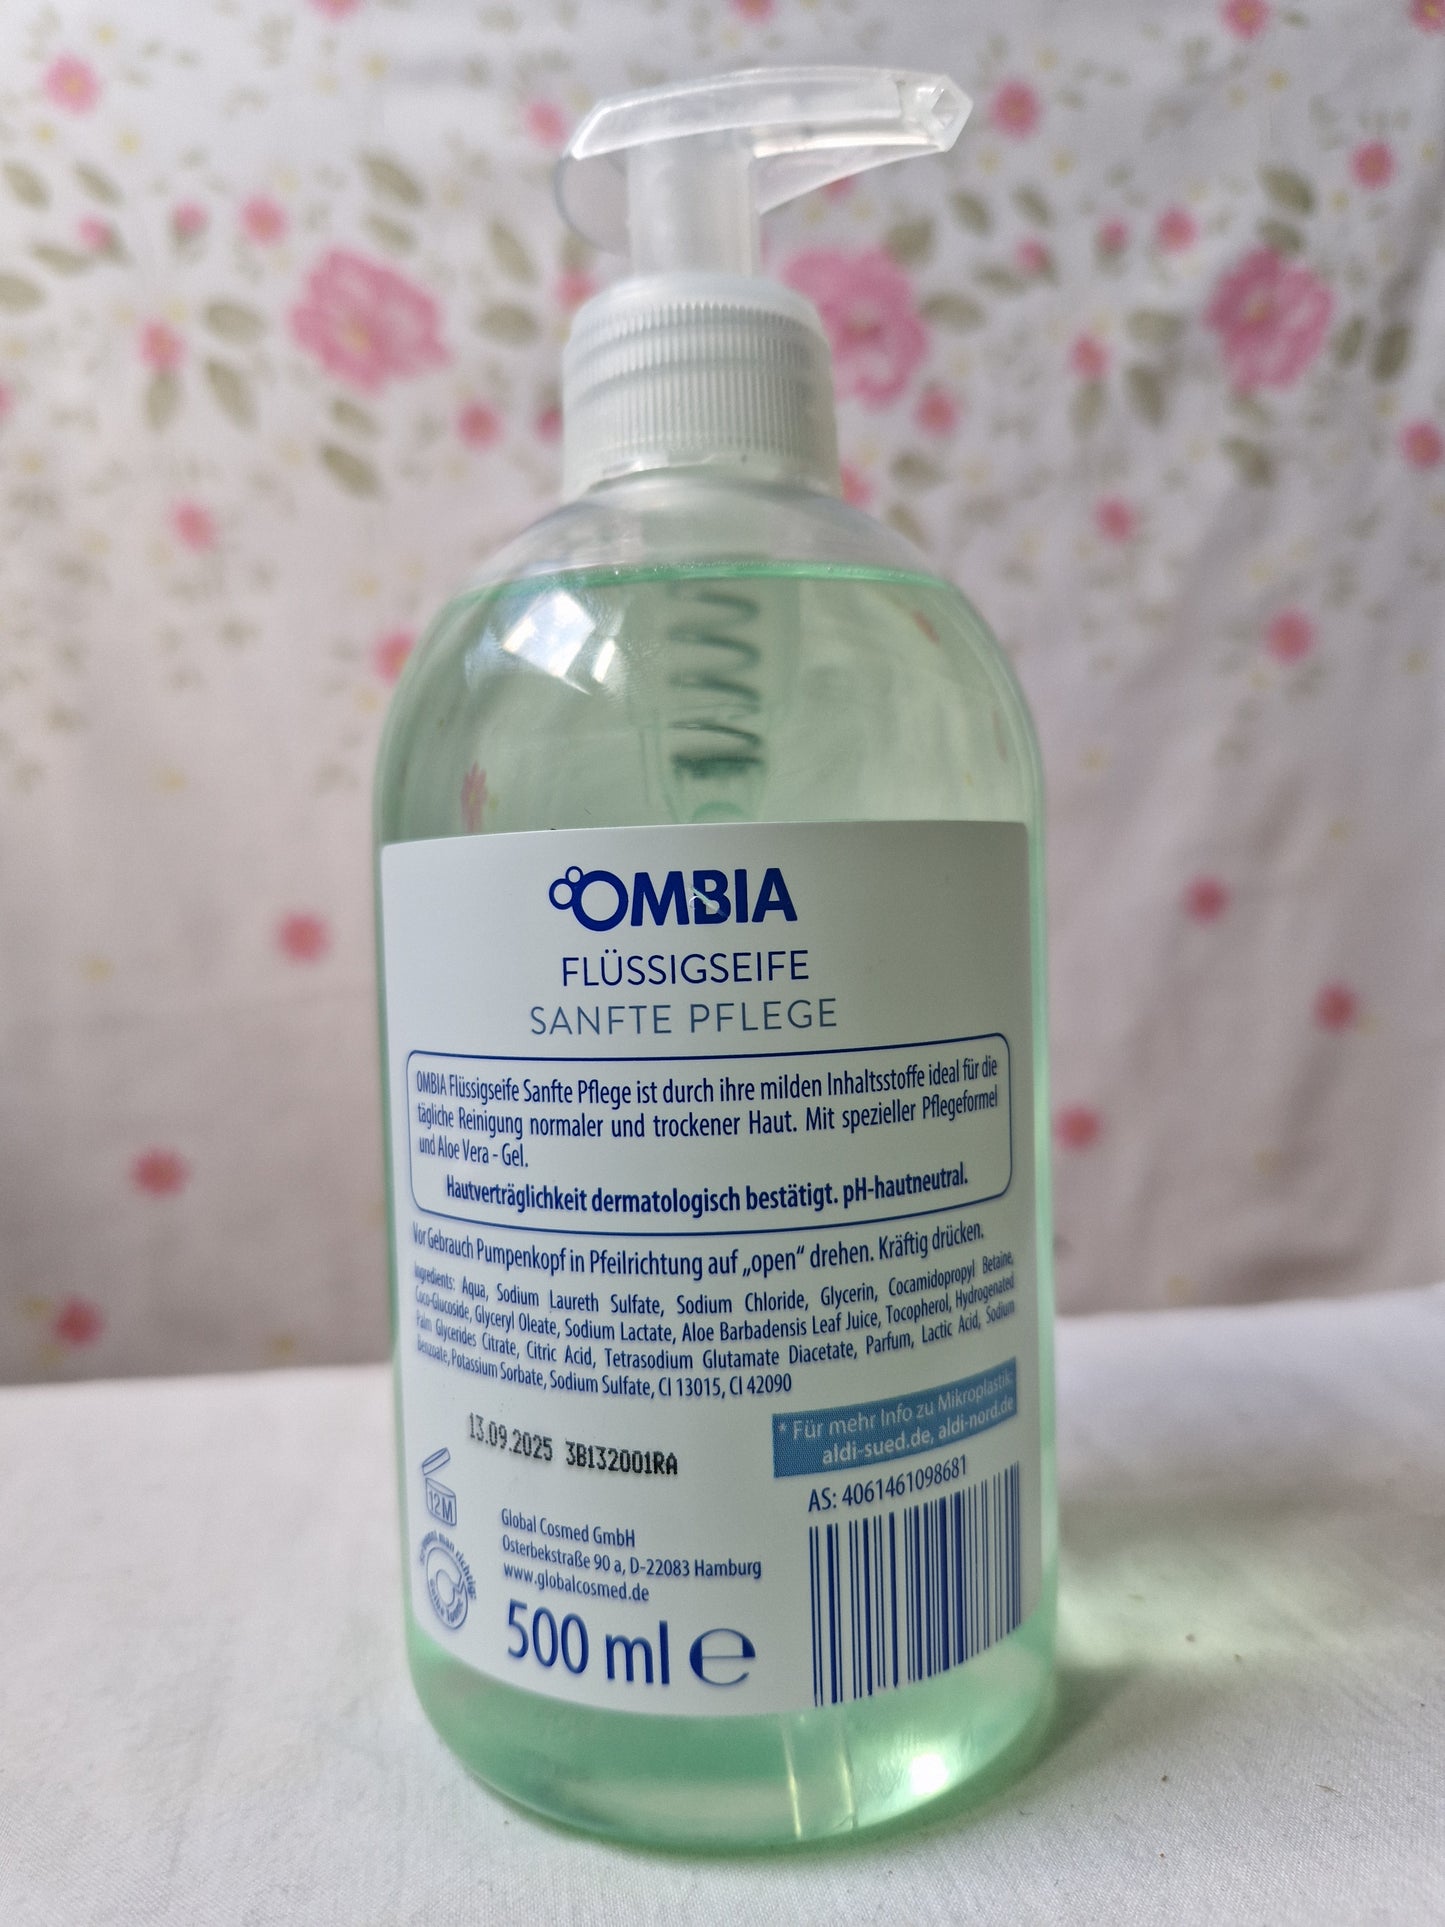 OMBIA
FLÜSSIGSEIFE
SANFTE PFLEGE
OMBIA Flüssigseife Sanfte Pflege ist durch ihre milden Inhaltsstoffe ideal für die
tägliche Reinigung normaler und trockener Haut. Mit spezieller Pflegeformel
und Aloe Vera - Gel.
Hautverträglichkeit dermatologisch bestätigt. pH-hautneutral.
Vor Gebrauch Pumpenkopf in Pfeilrichtung auf „open“ drehen. Kräftig drücken.
Ingredients: Aqua, Sodium Laureth Sulfate, Sodium Chloride, Glycerin, Cocamidopropyl Betaine,
Coco-Glucoside, Glyceryl Oleate, Sodium Lactate, Aloe Barbadensis Leaf Juice, Tocopherol, Hydrogenated
Palm Glycerides Citrate, Citric Acid, Tetrasodium Glutamate Diacetate, Parfum, Lactic Acid, Sodium
Benzoate, Potassium Sorbate, Sodium Sulfate, CI 13015, CI 42090
13.09.2025 3B132001RA
* Für mehr Info zu Mikroplastik:
aldi-sued.de, aldi-nord.de
AS: 4061461098681
12M
Global Cosmed GmbH
Osterbekstraße 90 a, D-22083 Hamburg
www.globalcosmed.de
500 ml e